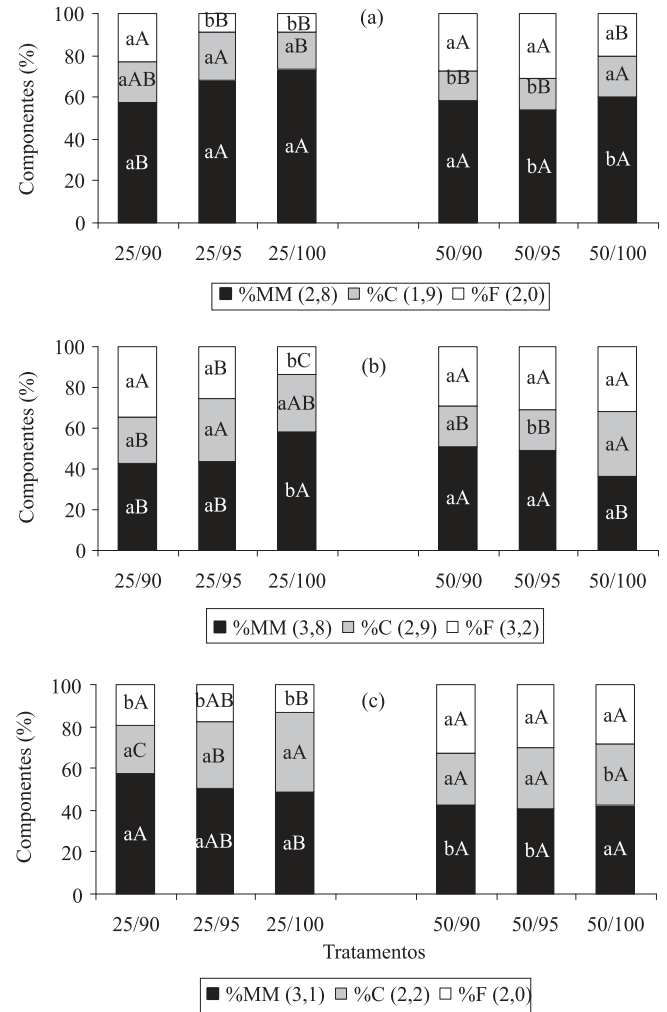 (a)
Componentes (%)
100
80
60
40
20
0
aA bB bB aA aA aB
aAB aA aB bB bB aA
aB aA aA aA bA bA
25/90 25/95 25/100 50/90 50/95 50/100
%MM (2,8) %C (1,9) %F (2,0)
(b)
Componentes (%)
100
80
60
40
20
0
aA aB bC aA aA aA
aB aA aAB aB bB aA
aB aB bA aA aA aB
25/90 25/95 25/100 50/90 50/95 50/100
%MM (3,8) %C (2,9) %F (3,2)
(c)
Componentes (%)
100
80
60
40
20
0
bA bAB bB aA aA aA
aC aB aA aA aA bA
aA aAB aB bA bA aA
25/90 25/95 25/100 50/90 50/95 50/100
Tratamentos
%MM (3,1) %C (2,2) %F (2,0)